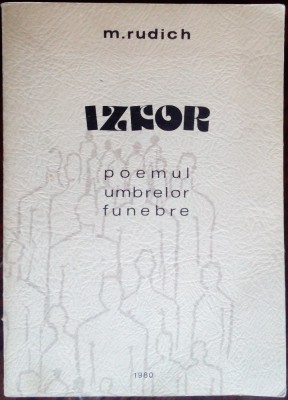 m.rudich
IZKOR
poemul
umbrelor
funebre
1980